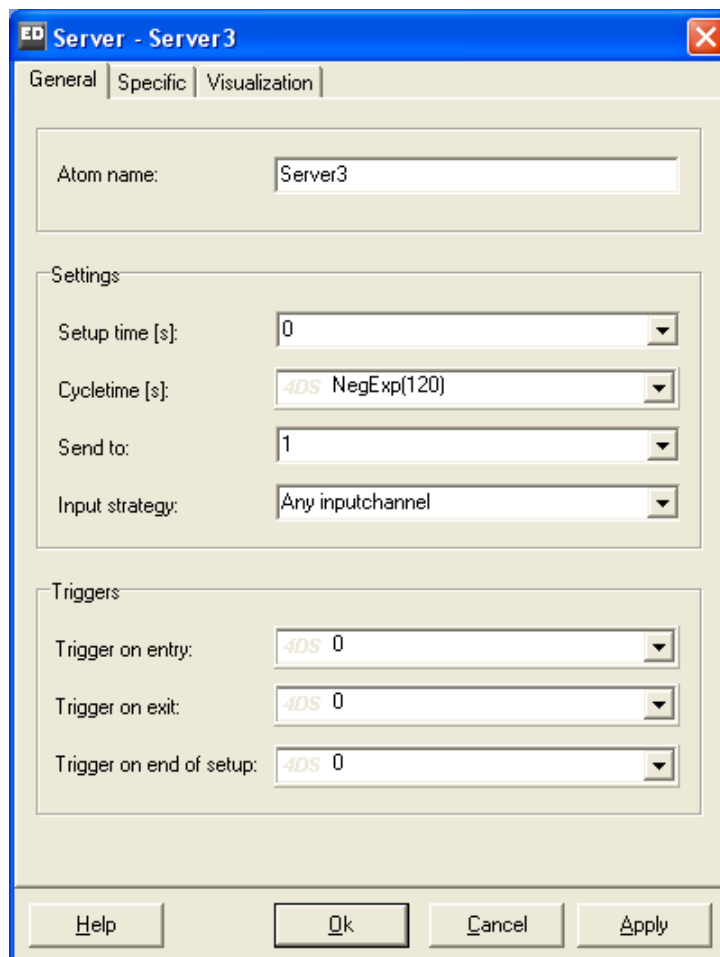 ED Server - Server3
General Specific Visualization
Atom name: Server3
Settings
Setup time [s]: 0
Cycletime [s]: 4DS NegExp(120)
Send to: 1
Input strategy: Any inputchannel
Triggers
Trigger on entry: 4DS 0
Trigger on exit: 4DS 0
Trigger on end of setup: 4DS 0
Help Ok Cancel Apply